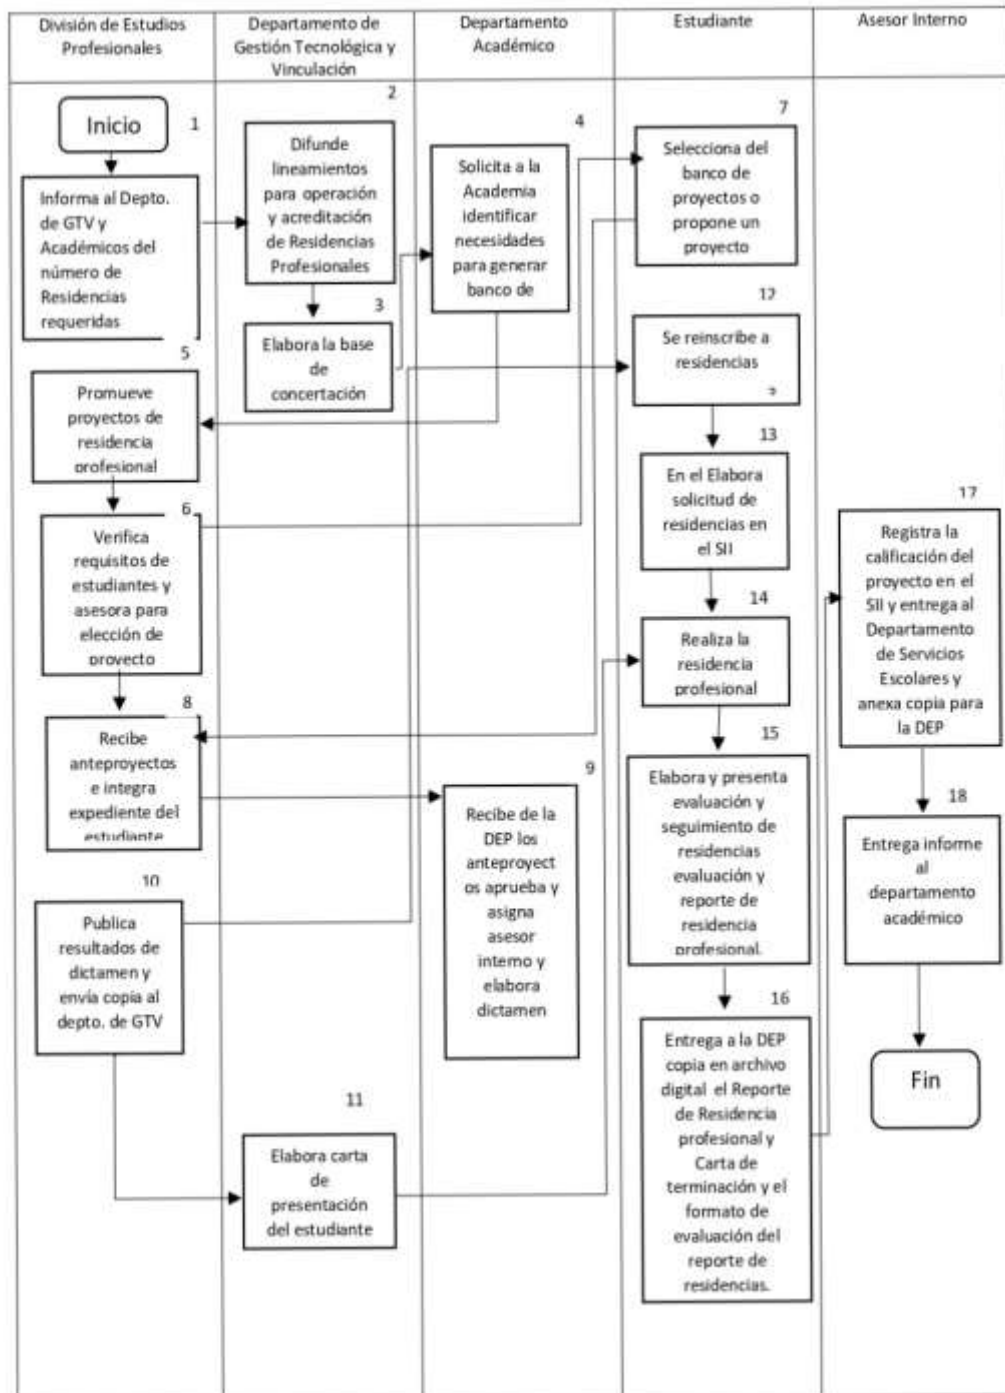 División de Estudios
Profesionales
Departamento de
Gestión Tecnológica y
Vinculación
Departamento
Académico
Estudiante
Asesor Interno
Inicio
1
Informa al Depto.
de GTV y
Académicos del
número de
Residencias
requeridas
2
Difunde
lineamientos
para operación
y acreditación
de Residencias
Profesionales
3
Elabora la base
de
concertación
4
Solicita a la
Academia
identificar
necesidades
para generar
banco de
5
Promueve
proyectos de
residencia
profesional
6
Verifica
requisitos de
estudiantes y
asesora para
elección de
proyecto
7
Selecciona del
banco de
proyectos o
propone un
proyecto
8
Recibe
anteproyectos
e integra
expediente del
estudiante
9
Recibe de la
DEP los
anteproyect
os aprueba y
asigna
asesor
interno y
elabora
dictamen
10
Publica
resultados de
dictamen y
envía copia al
depto. de GTV
11
Elabora carta
de
presentación
del estudiante
12
Se reinscribe a
residencias
13
En el Elabora
solicitud de
residencias en
el SII
14
Realiza la
residencia
profesional
15
Elabora y presenta
evaluación y
seguimiento de
residencias
evaluación y
reporte de
residencia
profesional.
16
Entrega a la DEP
copia en archivo
digital el Reporte
de Residencia
profesional y
Carta de
terminación y el
formato de
evaluación del
reporte de
residencias.
17
Registra la
calificación del
proyecto en el
SII y entrega al
Departamento
de Servicios
Escolares y
anexa copia para
la DEP
18
Entrega informe
al
departamento
académico
Fin